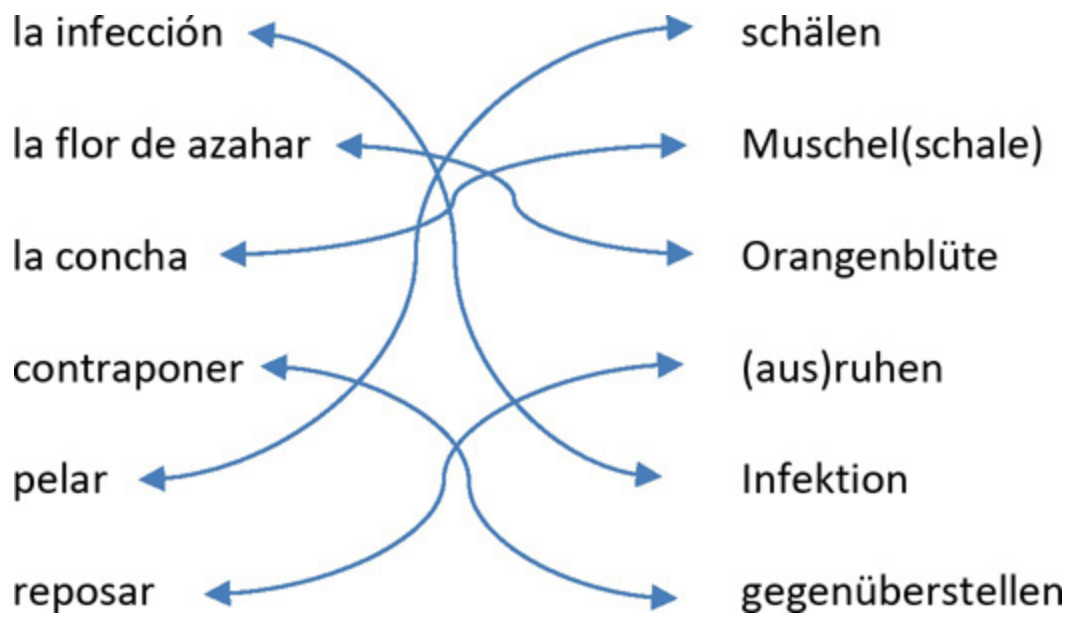 la infección schälen
la flor de azahar Muschel(schale)
la concha Orangenblüte
contraponer (aus)ruhen
pelar Infektion
reposar gegenüberstellen